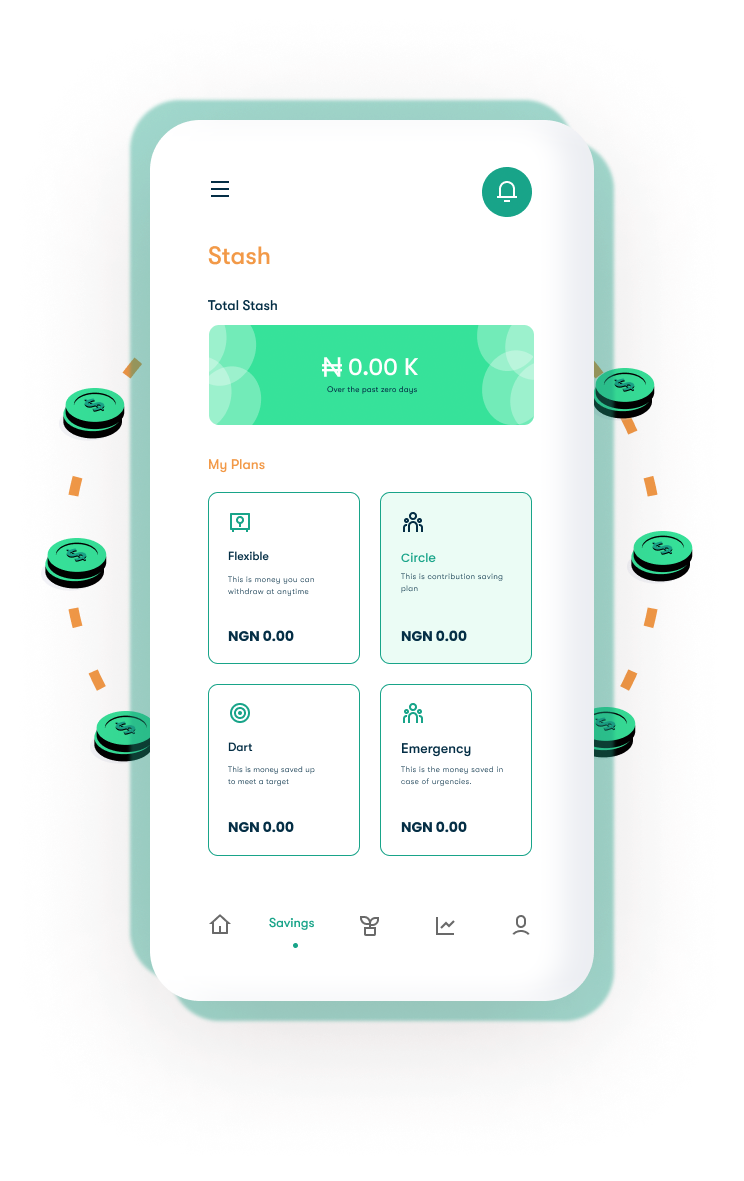 Stash
Total Stash
₦ 0.00 K
Over the past zero days
My Plans
Flexible
This is money you can
withdraw at anytime
NGN 0.00
Circle
This is contribution saving
plan
NGN 0.00
Dart
This is money saved up
to meet a target
NGN 0.00
Emergency
This is the money saved in
case of urgencies.
NGN 0.00
Savings